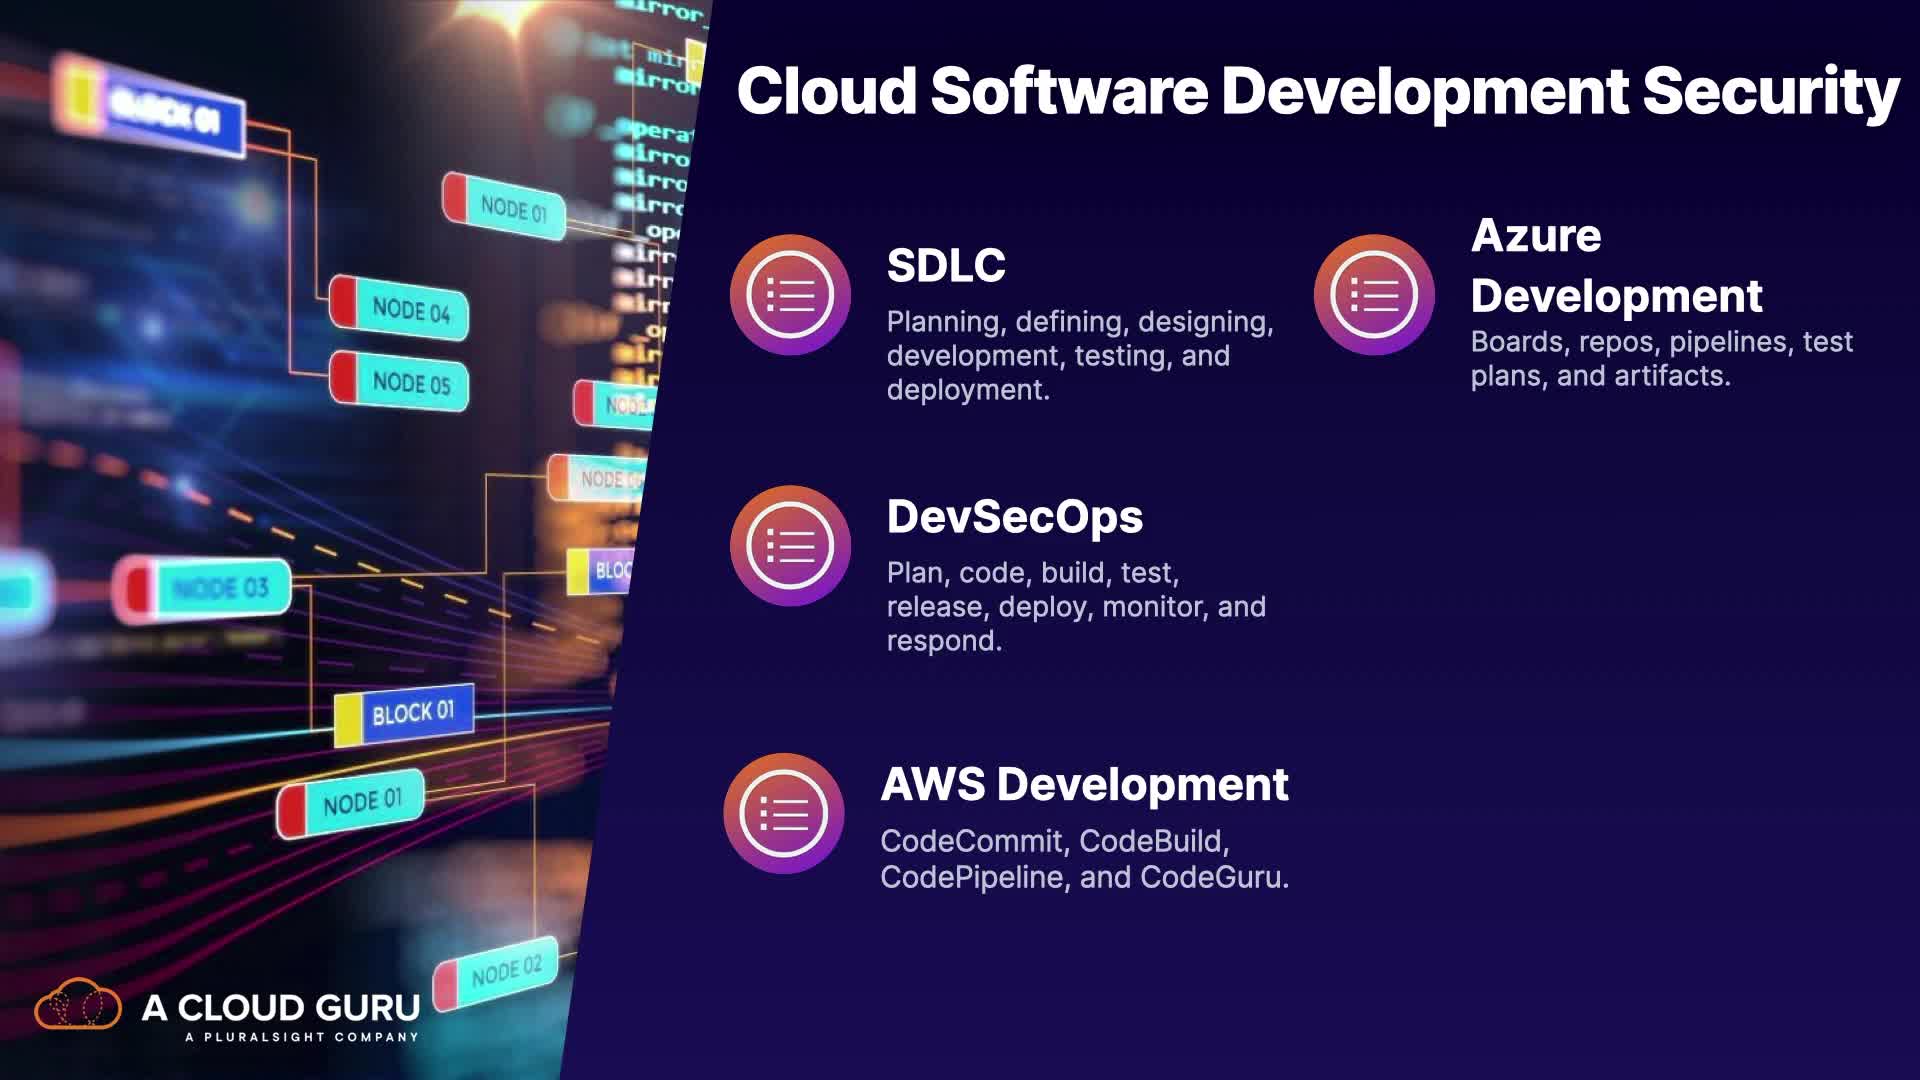 Cloud Software Development Security
SDLC
Planning, defining, designing,
development, testing, and
deployment.
Azure
Development
Boards, repos, pipelines, test
plans, and artifacts.
DevSecOps
Plan, code, build, test,
release, deploy, monitor, and
respond.
AWS Development
CodeCommit, CodeBuild,
CodePipeline, and CodeGuru.
BLOCK 01
NODE 01
NODE 04
NODE 05
NODE 03
BLOCK 01
NODE 01
NODE 02
A CLOUD GURU
A PLURALSIGHT COMPANY